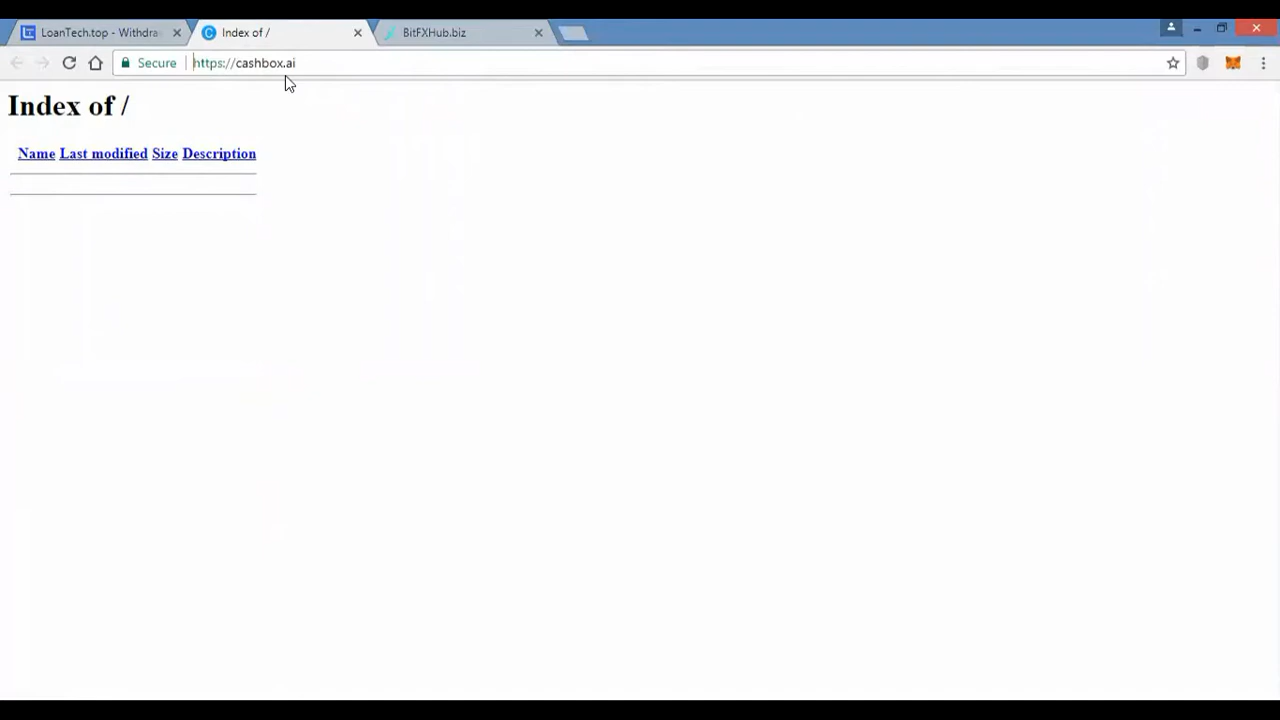 LoanTech.top - Withdra
Index of /
BitFXHub.biz
Secure
https://cashbox.ai
Index of /
Name Last modified Size Description